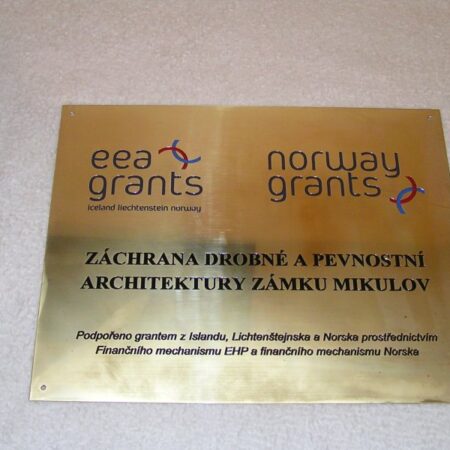 eea grants
iceland liechtenstein norway
norway grants
ZÁCHRANA DROBNÉ A PEVNOSTNÍ
ARCHITEKTURY ZÁMKU MIKULOV
Podpořeno grantem z Islandu, Lichtenštejnska a Norska prostřednictvím
Finančního mechanismu EHP a finančního mechanismu Norska